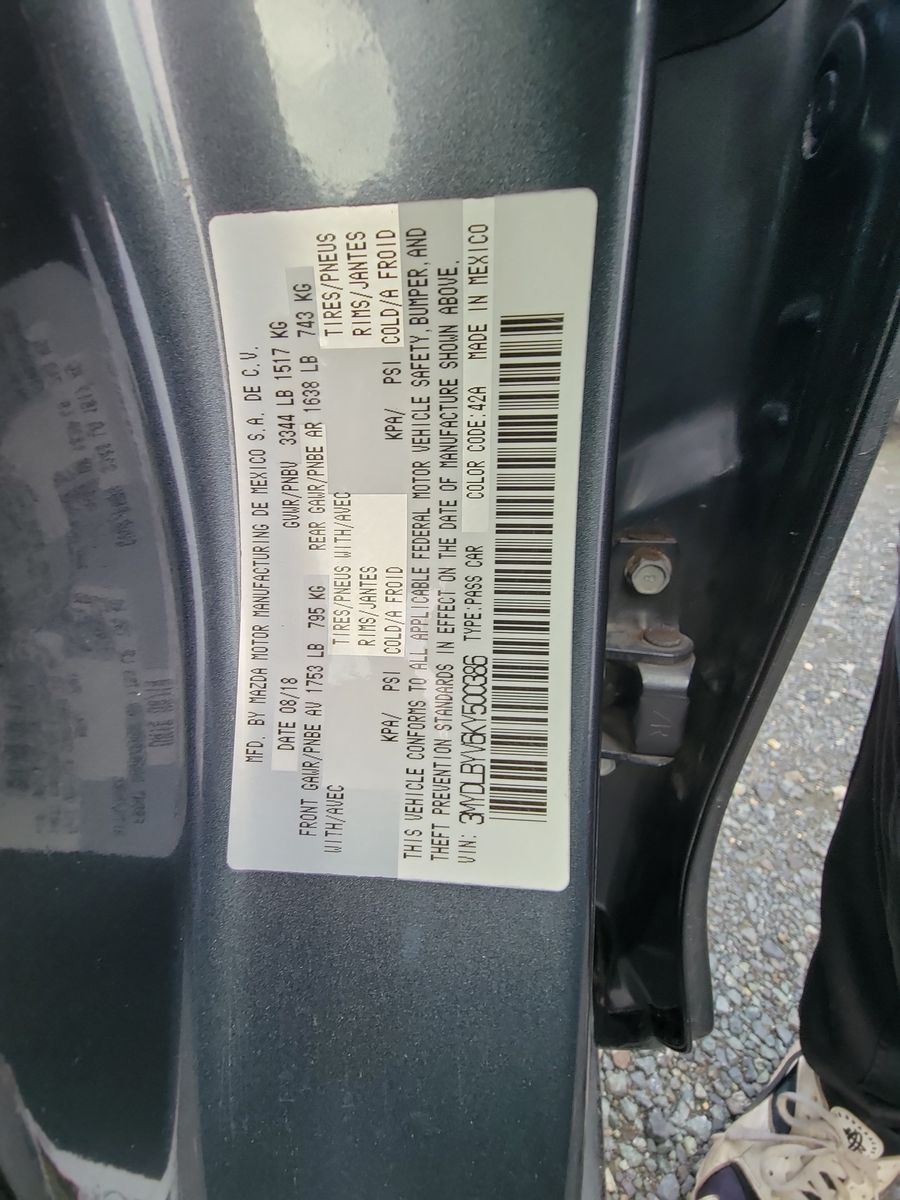 MFD. BY MAZDA MOTOR MANUFACTURING DE MEXICO S.A. DE C.V.
DATE 08/18 GVWR/PNBV 3344 LB 1517 KG
FRONT GAWR/PNBE AV 1753 LB 795 KG REAR GAWR/PNBE AR 1638 LB 743 KG
WITH/AVEC TIRES/PNEUS WITH/AVEC TIRES/PNEUS
RIMS/JANTES RIMS/JANTES
KPA/ PSI COLD/A FROID KPA/ PSI COLD/A FROID
THIS VEHICLE CONFORMS TO ALL APPLICABLE FEDERAL MOTOR VEHICLE SAFETY, BUMPER, AND
THEFT PREVENTION STANDARDS IN EFFECT ON THE DATE OF MANUFACTURE SHOWN ABOVE.
VIN: 3MYDLBYV6KY500386 TYPE:PASS CAR COLOR CODE:42A MADE IN MEXICO